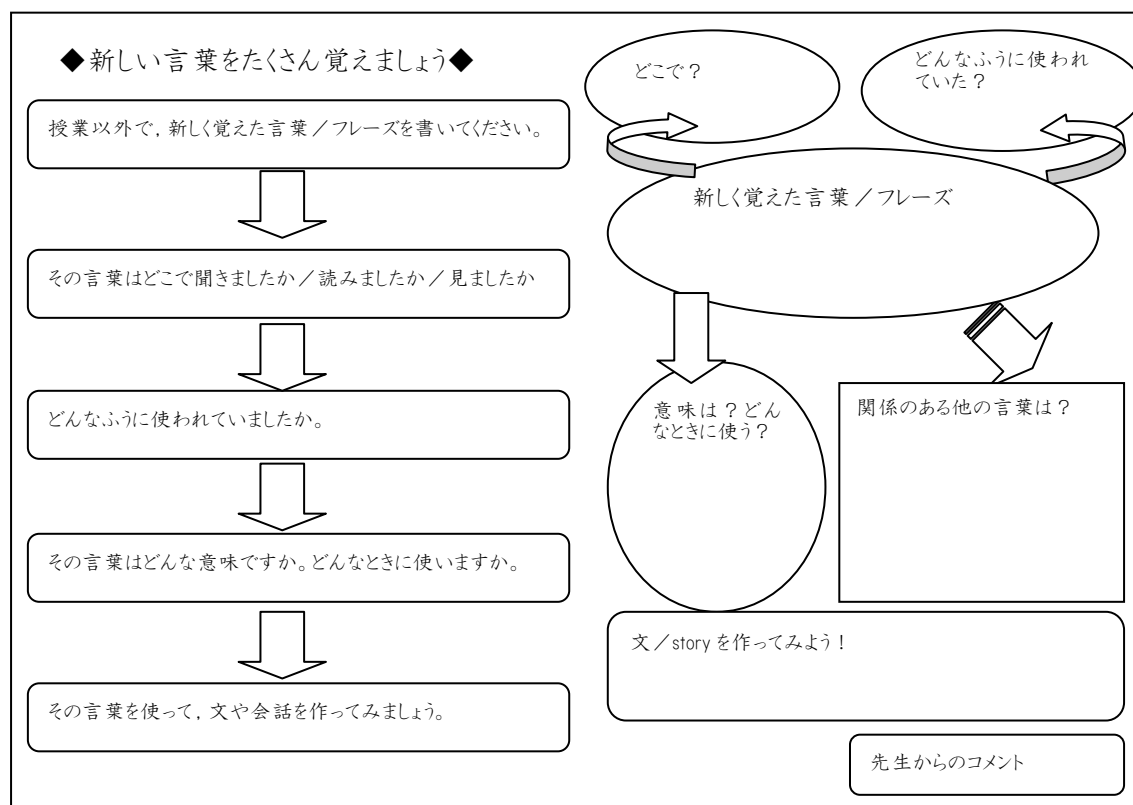 ◆新しい言葉をたくさん覚えましょう◆
授業以外で，新しく覚えた言葉／フレーズを書いてください。
その言葉はどこで聞きましたか／読みましたか／見ましたか
どんなふうに使われていましたか。
その言葉はどんな意味ですか。どんなときに使いますか。
その言葉を使って，文や会話を作ってみましょう。
どこで？
どんなふうに使われ
ていた？
新しく覚えた言葉／フレーズ
意味は？どん
なときに使う？
関係のある他の言葉は？
文／storyを作ってみよう！
先生からのコメント